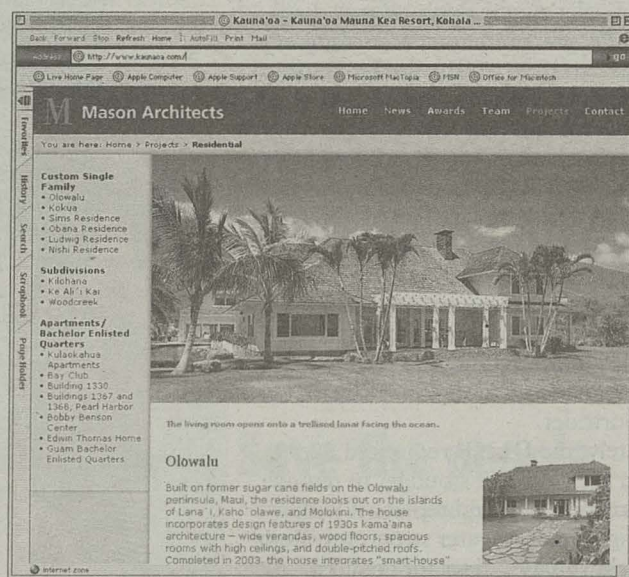 Kauna'oa - Kauna'oa Mauna Kea Resort, Kohala ...
Back Forward Stop Refresh Home AutoFill Print Mail
Address: http://www.kaunaoa.com/
go
Live Home Page Apple Computer Apple Support Apple Store Microsoft MacTopia MSN Office for Macintosh
Favorites
History
Search
Scrapbook
Page Holder
M Mason Architects
Home News Awards Team Projects Contact
You are here: Home > Projects > Residential
Custom Single
Family
• Olowalu
• Kokua
• Sims Residence
• Obana Residence
• Ludwig Residence
• Nishi Residence
Subdivisions
• Kilohana
• Ke Ali`i Kai
• Woodcreek
Apartments/
Bachelor Enlisted
Quarters
• Kulaokahua
Apartments
• Bay Club
• Building 1330
• Buildings 1367 and
1368, Pearl Harbor
• Bobby Benson
Center
• Edwin Thomas Home
• Guam Bachelor
Enlisted Quarters
The living room opens onto a trellised lanai facing the ocean.
Olowalu
Built on former sugar cane fields on the Olowalu
peninsula, Maui, the residence looks out on the islands
of Lana`i, Kaho`olawe, and Molokini. The house
incorporates design features of 1930s kama'aina
architecture – wide verandas, wood floors, spacious
rooms with high ceilings, and double-pitched roofs.
Completed in 2003, the house integrates "smart-house"
Internet zone